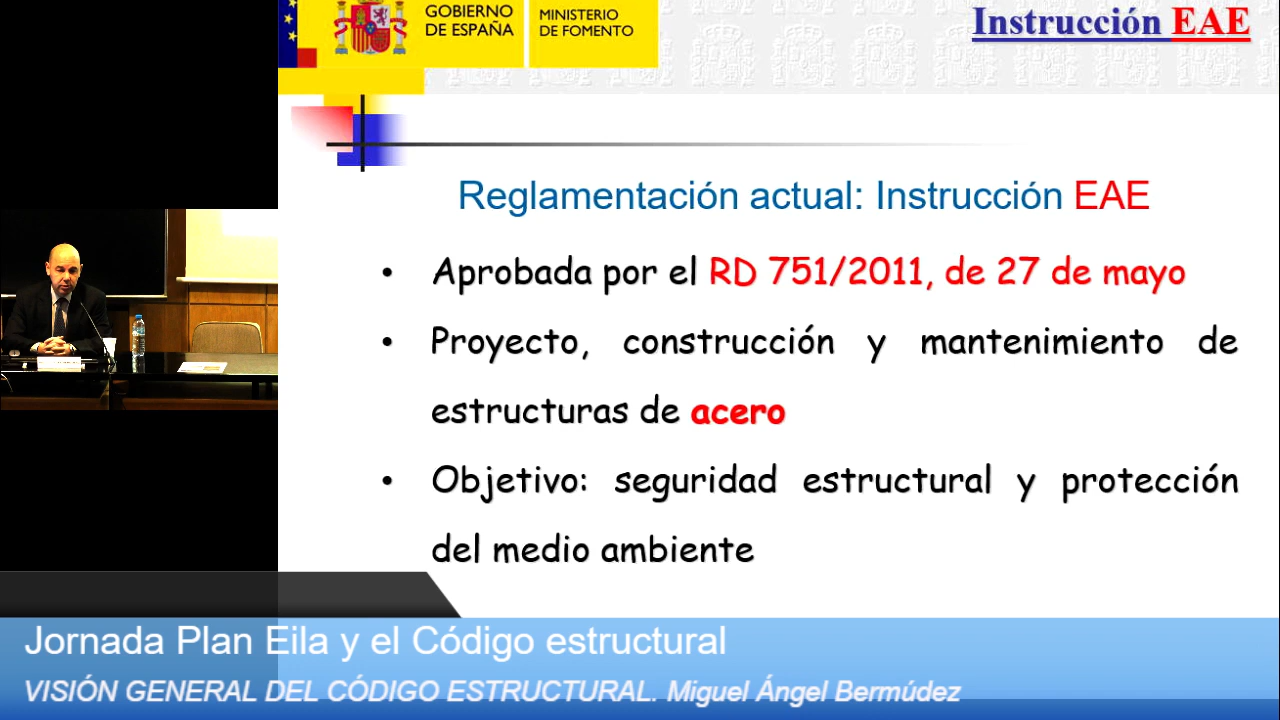 GOBIERNO
DE ESPAÑA
MINISTERIO
DE FOMENTO
Instrucción EAE
Reglamentación actual: Instrucción EAE
• Aprobada por el RD 751/2011, de 27 de mayo
• Proyecto, construcción y mantenimiento de
estructuras de acero
• Objetivo: seguridad estructural y protección
del medio ambiente
Jornada Plan Eila y el Código estructural
VISIÓN GENERAL DEL CÓDIGO ESTRUCTURAL. Miguel Ángel Bermúdez